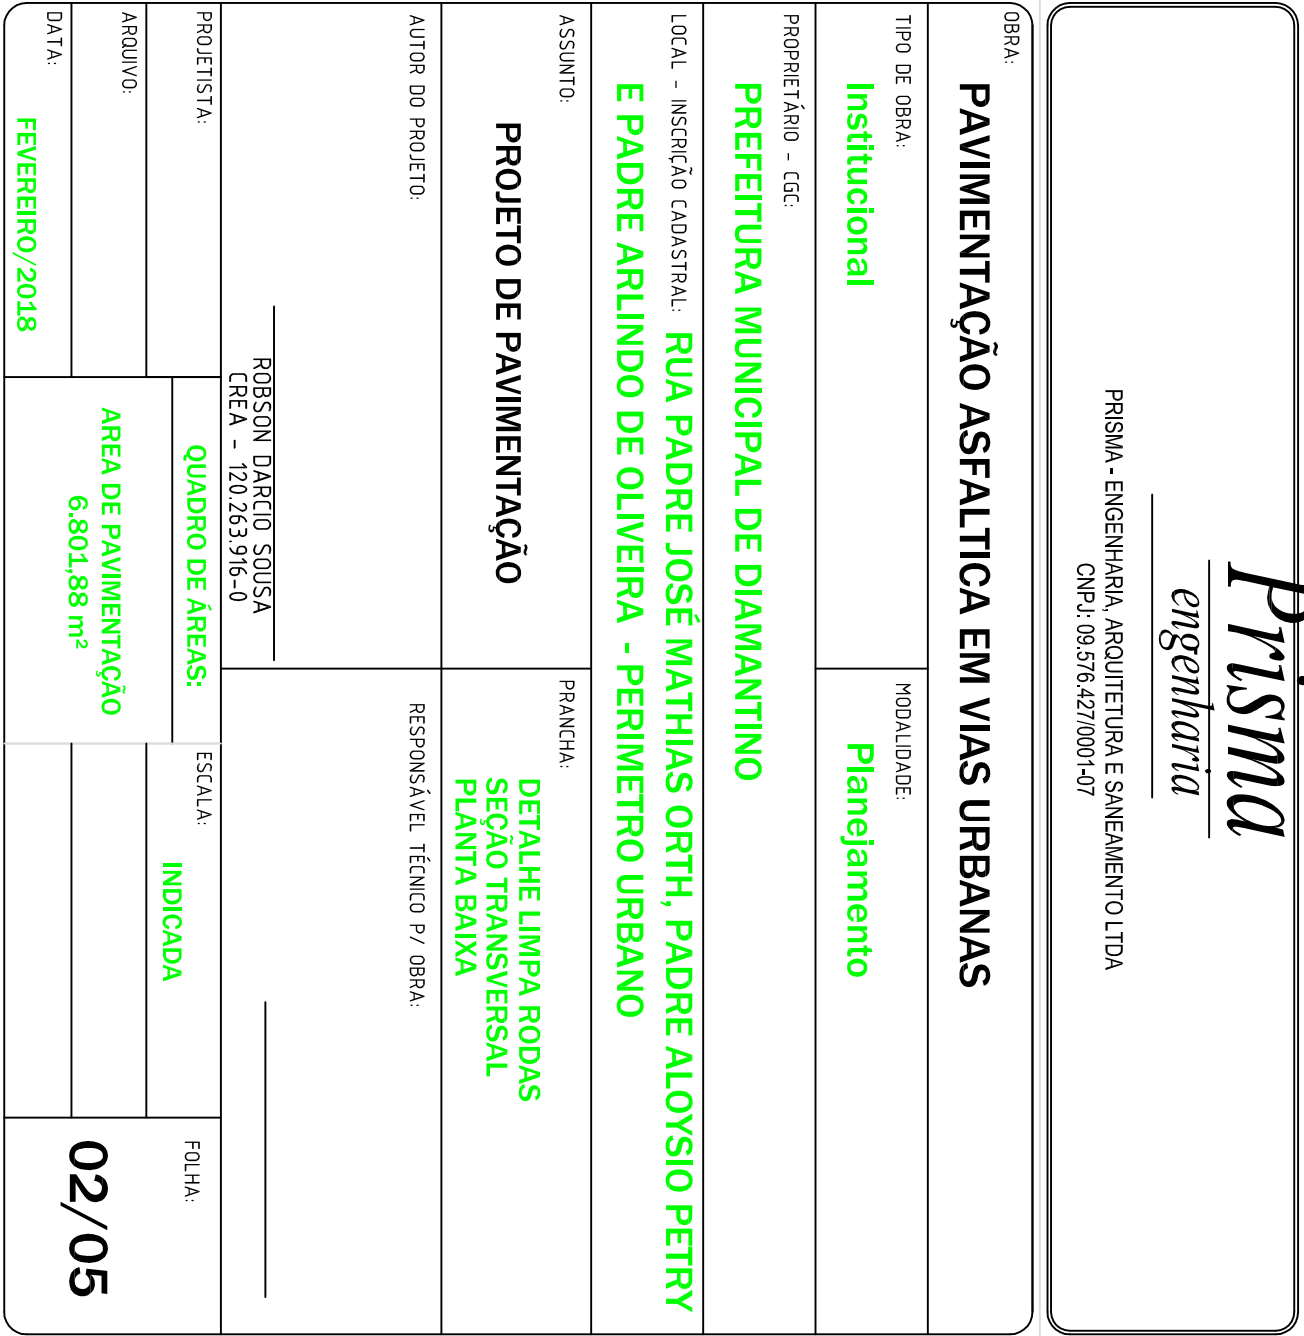 Prisma
engenharia
PRISMA - ENGENHARIA, ARQUITETURA E SANEAMENTO LTDA
CNPJ: 09.576.427/0001-07
OBRA:
PAVIMENTAÇÃO ASFALTICA EM VIAS URBANAS
TIPO DE OBRA:
Institucional
MODALIDADE:
Planejamento
PROPRIETÁRIO - CGC:
PREFEITURA MUNICIPAL DE DIAMANTINO
LOCAL - INSCRIÇÃO CADASTRAL: RUA PADRE JOSÉ MATHIAS ORTH, PADRE ALOYSIO PETRY
E PADRE ARLINDO DE OLIVEIRA - PERIMETRO URBANO
ASSUNTO:
PROJETO DE PAVIMENTAÇÃO
PRANCHA:
DETALHE LIMPA RODAS
SEÇÃO TRANSVERSAL
PLANTA BAIXA
AUTOR DO PROJETO:
ROBSON DARCIO SOUSA
CREA - 120.263.916-0
RESPONSÁVEL TÉCNICO P/ OBRA:
PROJETISTA:
ARQUIVO:
DATA:
FEVEREIRO/2018
QUADRO DE ÁREAS:
AREA DE PAVIMENTAÇÃO
6.801,88 m²
ESCALA:
INDICADA
FOLHA:
02/05